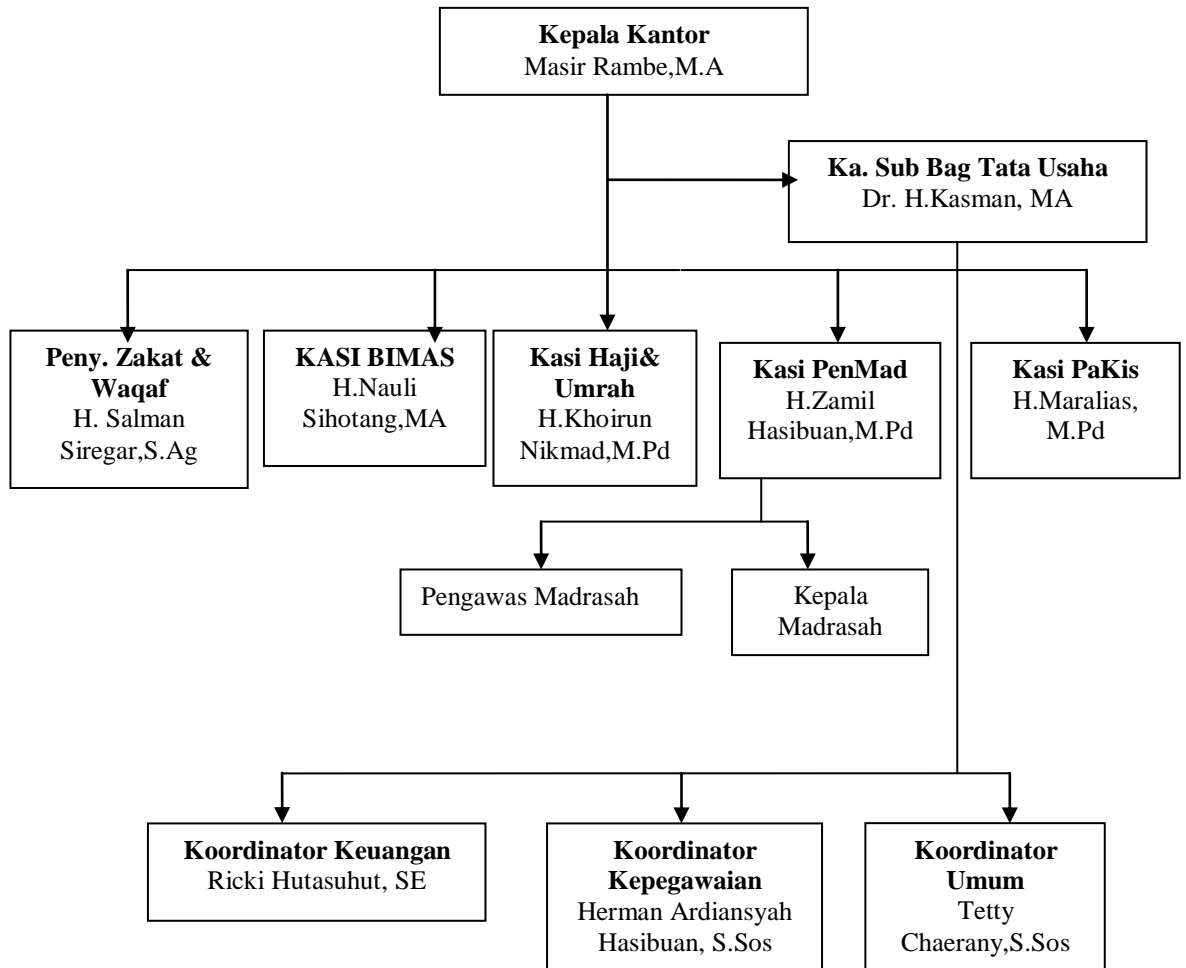 Kepala Kantor
Masir Rambe,M.A
Ka. Sub Bag Tata Usaha
Dr. H.Kasman, MA
Peny. Zakat &
Waqaf
H. Salman
Siregar,S.Ag
KASI BIMAS
H.Nauli
Sihotang,MA
Kasi Haji&
Umrah
H.Khoirun
Nikmad,M.Pd
Kasi PenMad
H.Zamil
Hasibuan,M.Pd
Kasi PaKis
H.Maralias,
M.Pd
Pengawas Madrasah
Kepala
Madrasah
Koordinator Keuangan
Ricki Hutasuhut, SE
Koordinator
Kepegawaian
Herman Ardiansyah
Hasibuan, S.Sos
Koordinator
Umum
Tetty
Chaerany,S.Sos